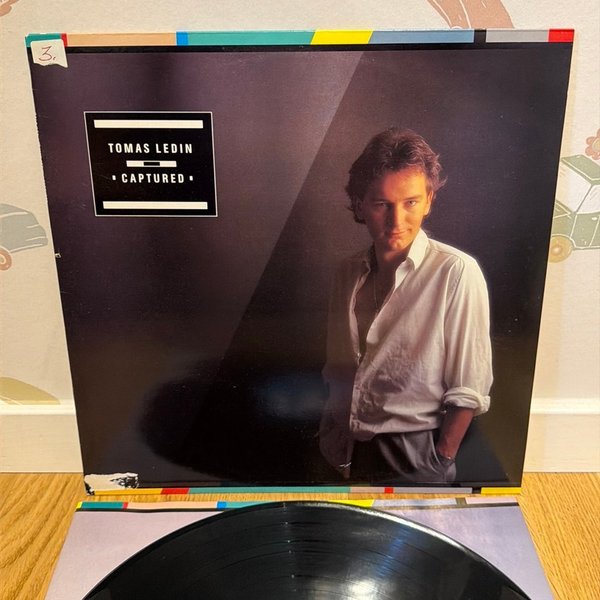 3.
TOMAS LEDIN
CAPTURED